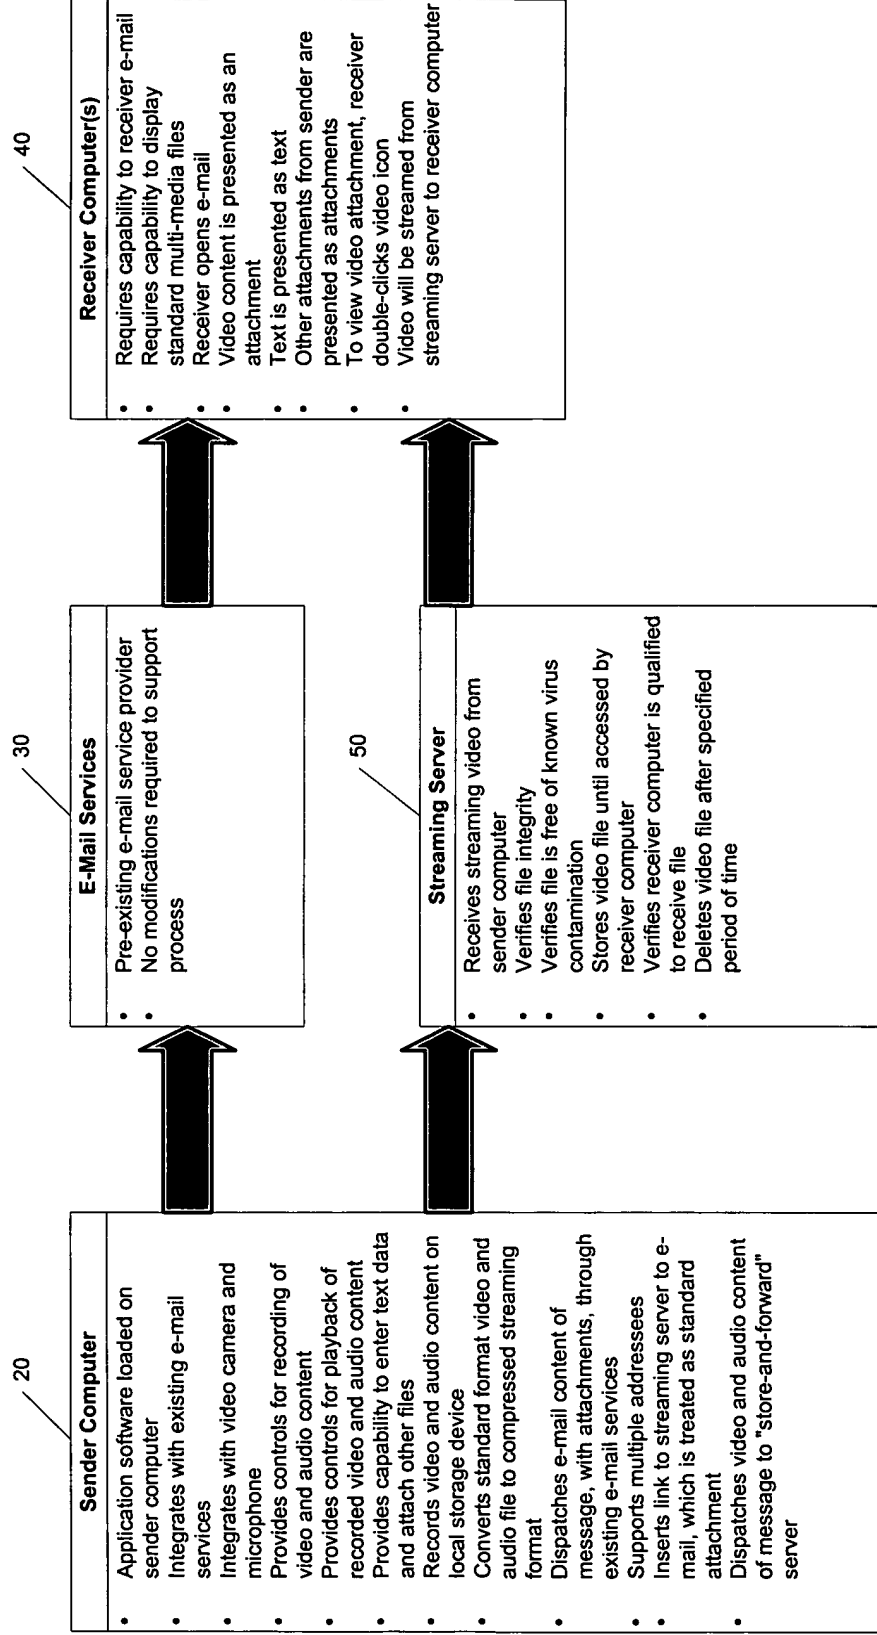 20
Sender Computer
• Application software loaded on
sender computer
• Integrates with existing e-mail
services
• Integrates with video camera and
microphone
• Provides controls for recording of
video and audio content
• Provides controls for playback of
recorded video and audio content
• Provides capability to enter text data
and attach other files
• Records video and audio content on
local storage device
• Converts standard format video and
audio file to compressed streaming
format
• Dispatches e-mail content of
message, with attachments, through
existing e-mail services
• Supports multiple addressees
• Inserts link to streaming server to e-
mail, which is treated as standard
attachment
• Dispatches video and audio content
of message to "store-and-forward"
server
30
E-Mail Services
• Pre-existing e-mail service provider
• No modifications required to support
process
50
Streaming Server
• Receives streaming video from
sender computer
• Verifies file integrity
• Verifies file is free of known virus
contamination
• Stores video file until accessed by
receiver computer
• Verifies receiver computer is qualified
to receive file
• Deletes video file after specified
period of time
40
Receiver Computer(s)
• Requires capability to receiver e-mail
• Requires capability to display
standard multi-media files
• Receiver opens e-mail
• Video content is presented as an
attachment
• Text is presented as text
• Other attachments from sender are
presented as attachments
• To view video attachment, receiver
double-clicks video icon
• Video will be streamed from
streaming server to receiver computer